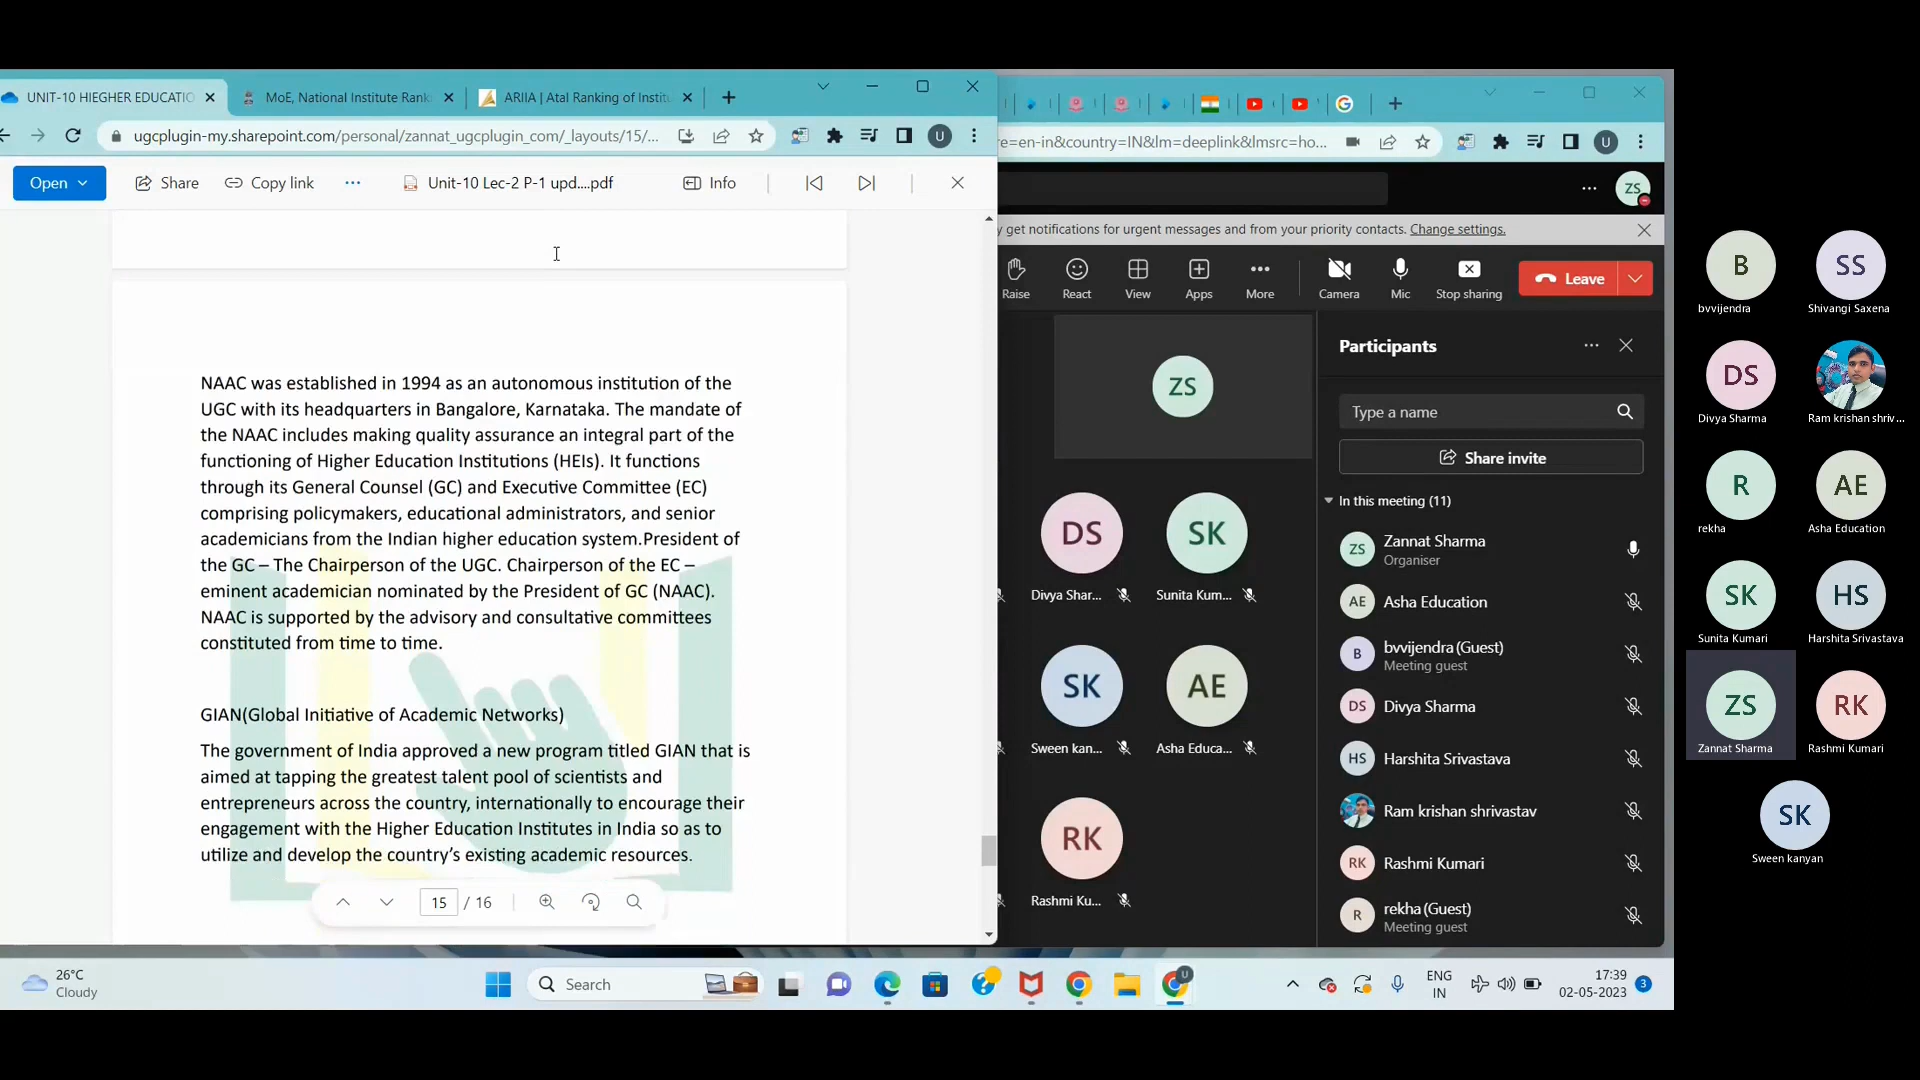 UNIT-10 HIEGHER EDUCATIO
MoE, National Institute Rank
ARIIA | Atal Ranking of Institu
ugcplugin-my.sharepoint.com/personal/zannat_ugcplugin_com/_layouts/15/...
U
Open
Share
Copy link
Unit-10 Lec-2 P-1 upd....pdf
Info
NAAC was established in 1994 as an autonomous institution of the
UGC with its headquarters in Bangalore, Karnataka. The mandate of
the NAAC includes making quality assurance an integral part of the
functioning of Higher Education Institutions (HEIs). It functions
through its General Counsel (GC) and Executive Committee (EC)
comprising policymakers, educational administrators, and senior
academicians from the Indian higher education system.President of
the GC – The Chairperson of the UGC. Chairperson of the EC –
eminent academician nominated by the President of GC (NAAC).
NAAC is supported by the advisory and consultative committees
constituted from time to time.
GIAN(Global Initiative of Academic Networks)
The government of India approved a new program titled GIAN that is
aimed at tapping the greatest talent pool of scientists and
entrepreneurs across the country, internationally to encourage their
engagement with the Higher Education Institutes in India so as to
utilize and develop the country's existing academic resources.
15 / 16
re=en-in&country=IN&lm=deeplink&lmsrc=ho...
U
ZS
y get notifications for urgent messages and from your priority contacts. Change settings.
Raise
React
View
Apps
More
Camera
Mic
Stop sharing
Leave
ZS
DS
Divya Shar...
SK
Sunita Kum...
SK
Sween kan...
AE
Asha Educa...
RK
Rashmi Ku...
Participants
Type a name
Share invite
In this meeting (11)
ZS
Zannat Sharma
Organiser
AE
Asha Education
B
bvvijendra (Guest)
Meeting guest
DS
Divya Sharma
HS
Harshita Srivastava
Ram krishan shrivastav
RK
Rashmi Kumari
R
rekha (Guest)
Meeting guest
B
bvvijendra
SS
Shivangi Saxena
DS
Divya Sharma
Ram krishan shriv...
R
rekha
AE
Asha Education
SK
Sunita Kumari
HS
Harshita Srivastava
ZS
Zannat Sharma
RK
Rashmi Kumari
SK
Sween kanyan
26°C
Cloudy
Search
U
ENG
IN
17:39
02-05-2023
3